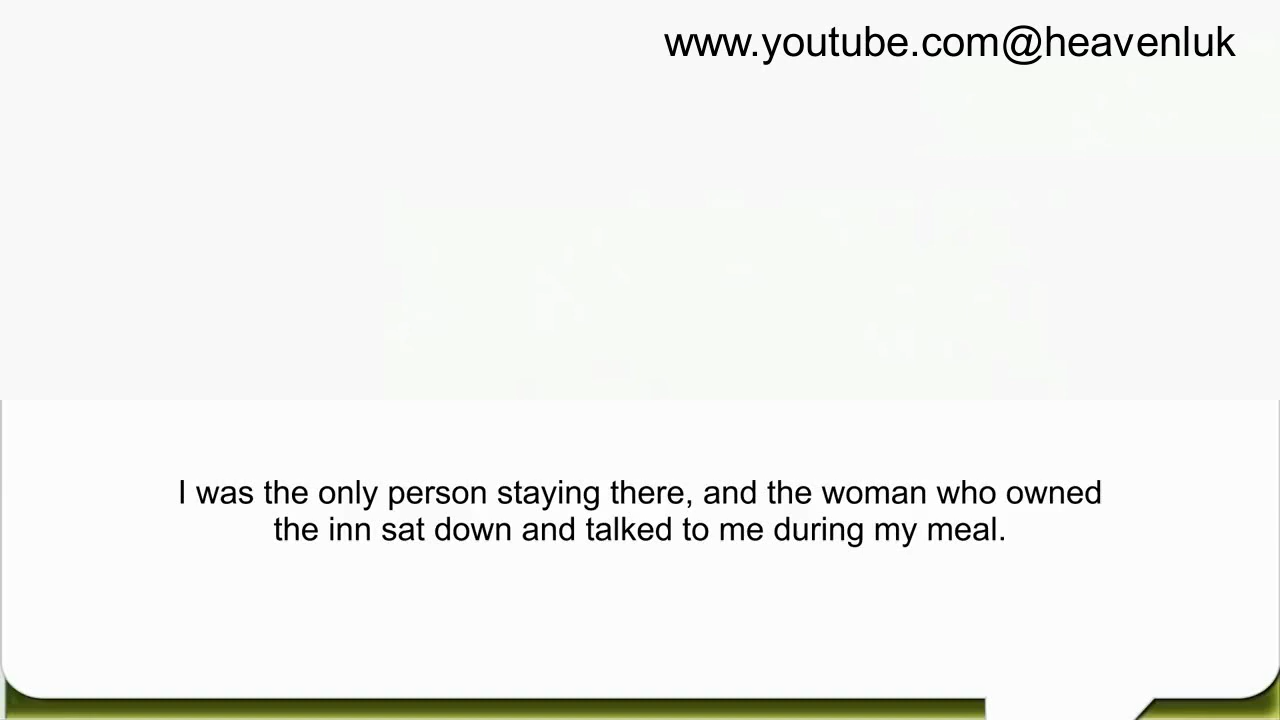 www.youtube.com@heavenluk
I was the only person staying there, and the woman who owned
the inn sat down and talked to me during my meal.